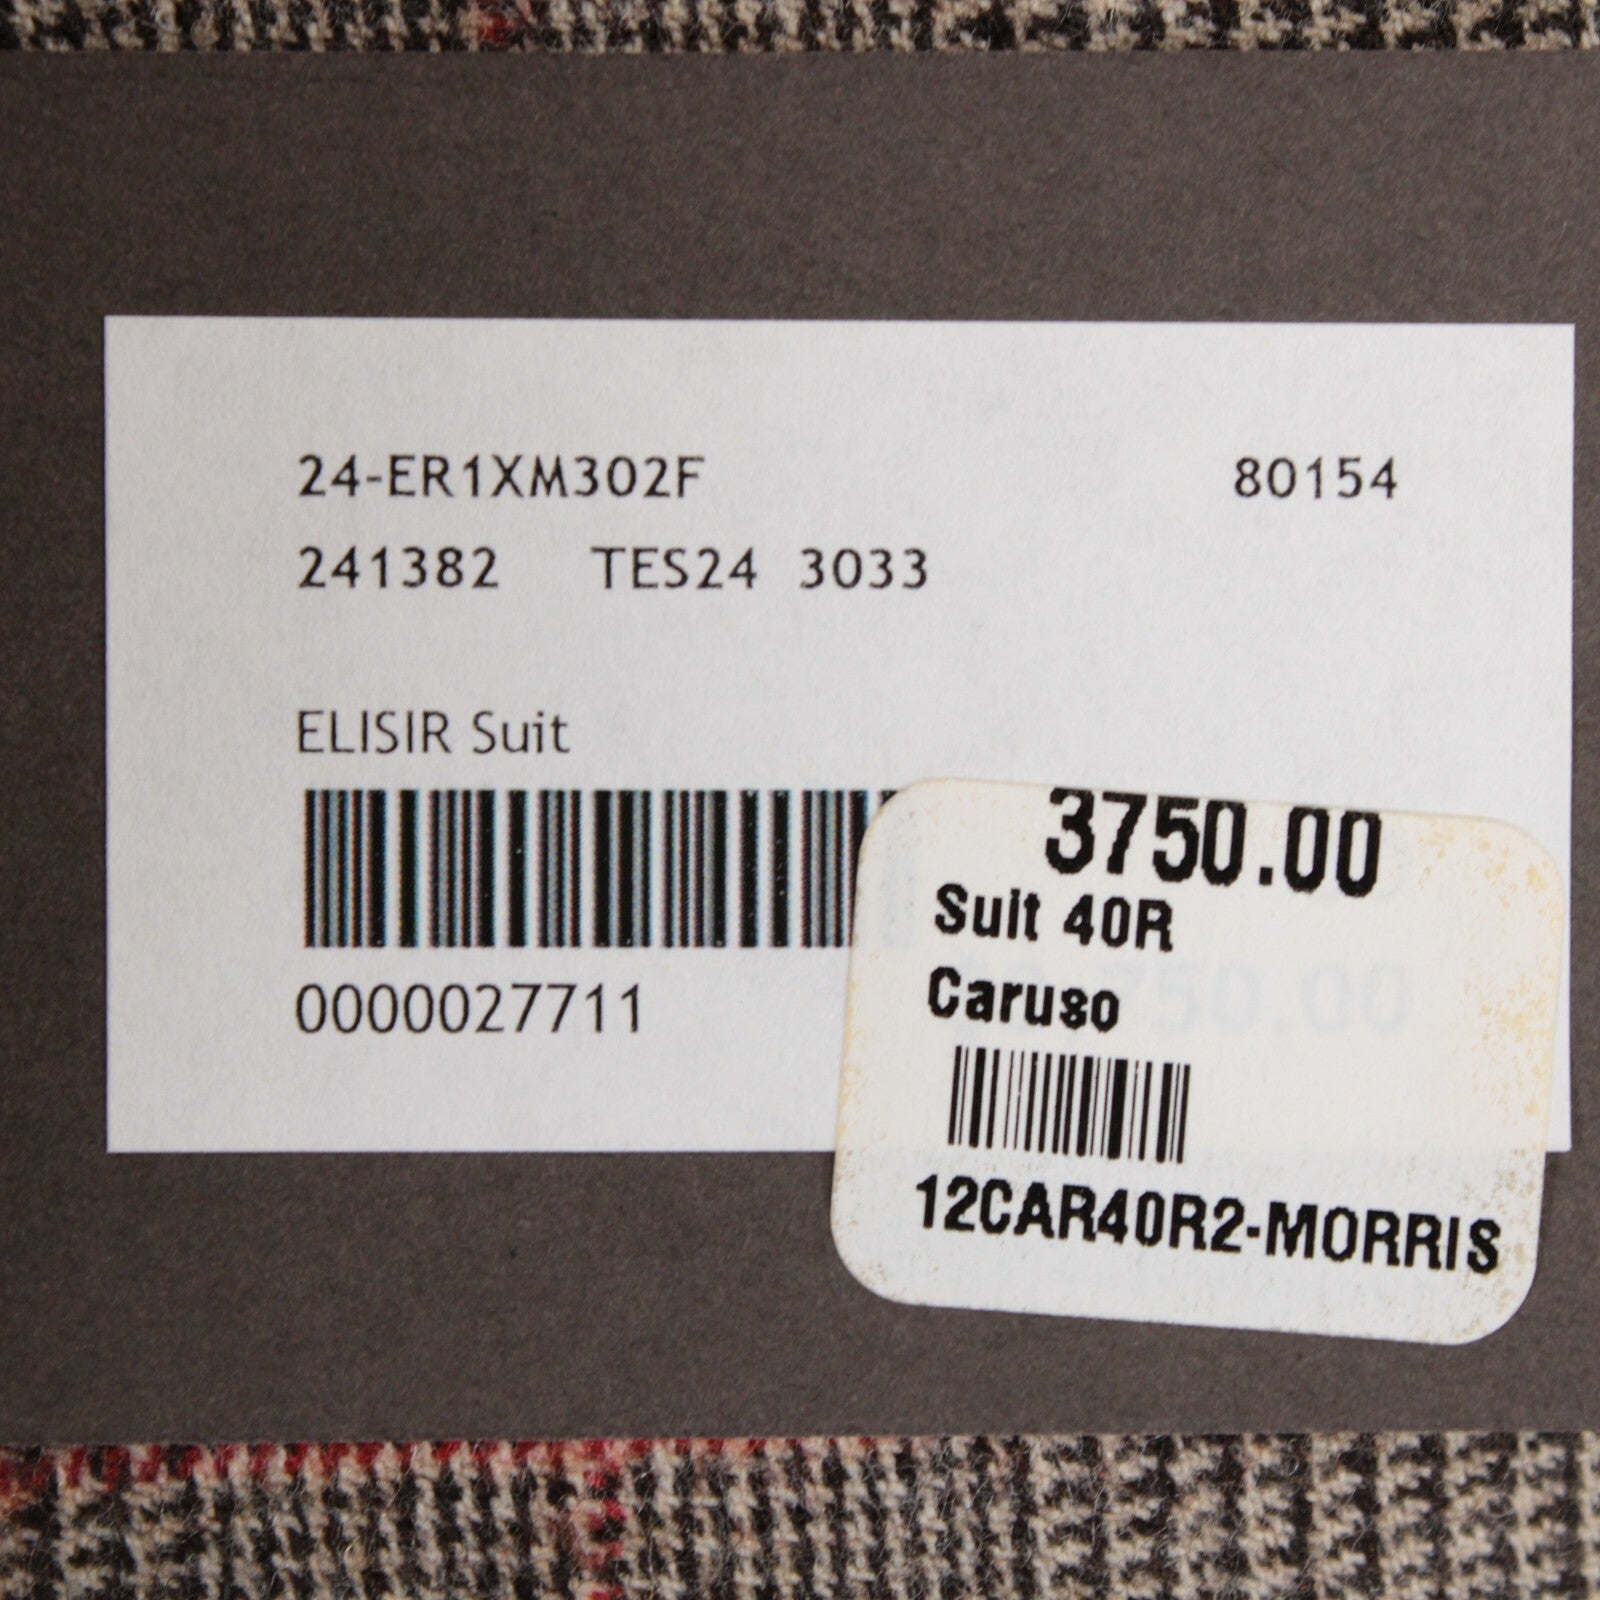 24-ER1XM302F 80154
241382 TES24 3033
ELISIR Suit
0000027711
3750.00
Suit 40R
Caruso
12CAR40R2-MORRIS